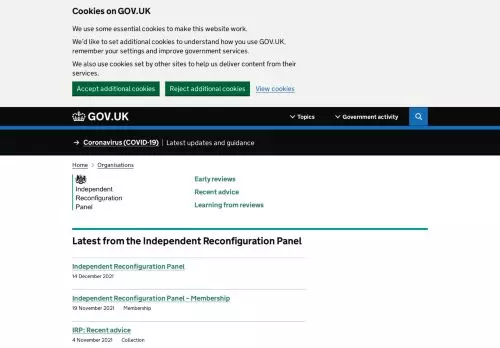 Cookies on GOV.UK
We use some essential cookies to make this website work.
We'd like to set additional cookies to understand how you use GOV.UK,
remember your settings and improve government services.
We also use cookies set by other sites to help us deliver content from their
services.
Accept additional cookies Reject additional cookies View cookies
GOV.UK Topics Government activity
→ Coronavirus (COVID-19) Latest updates and guidance
Home > Organisations
Independent
Reconfiguration
Panel
Early reviews
Recent advice
Learning from reviews
Latest from the Independent Reconfiguration Panel
Independent Reconfiguration Panel
14 December 2021
Independent Reconfiguration Panel – Membership
19 November 2021 Membership
IRP: Recent advice
4 November 2021 Collection